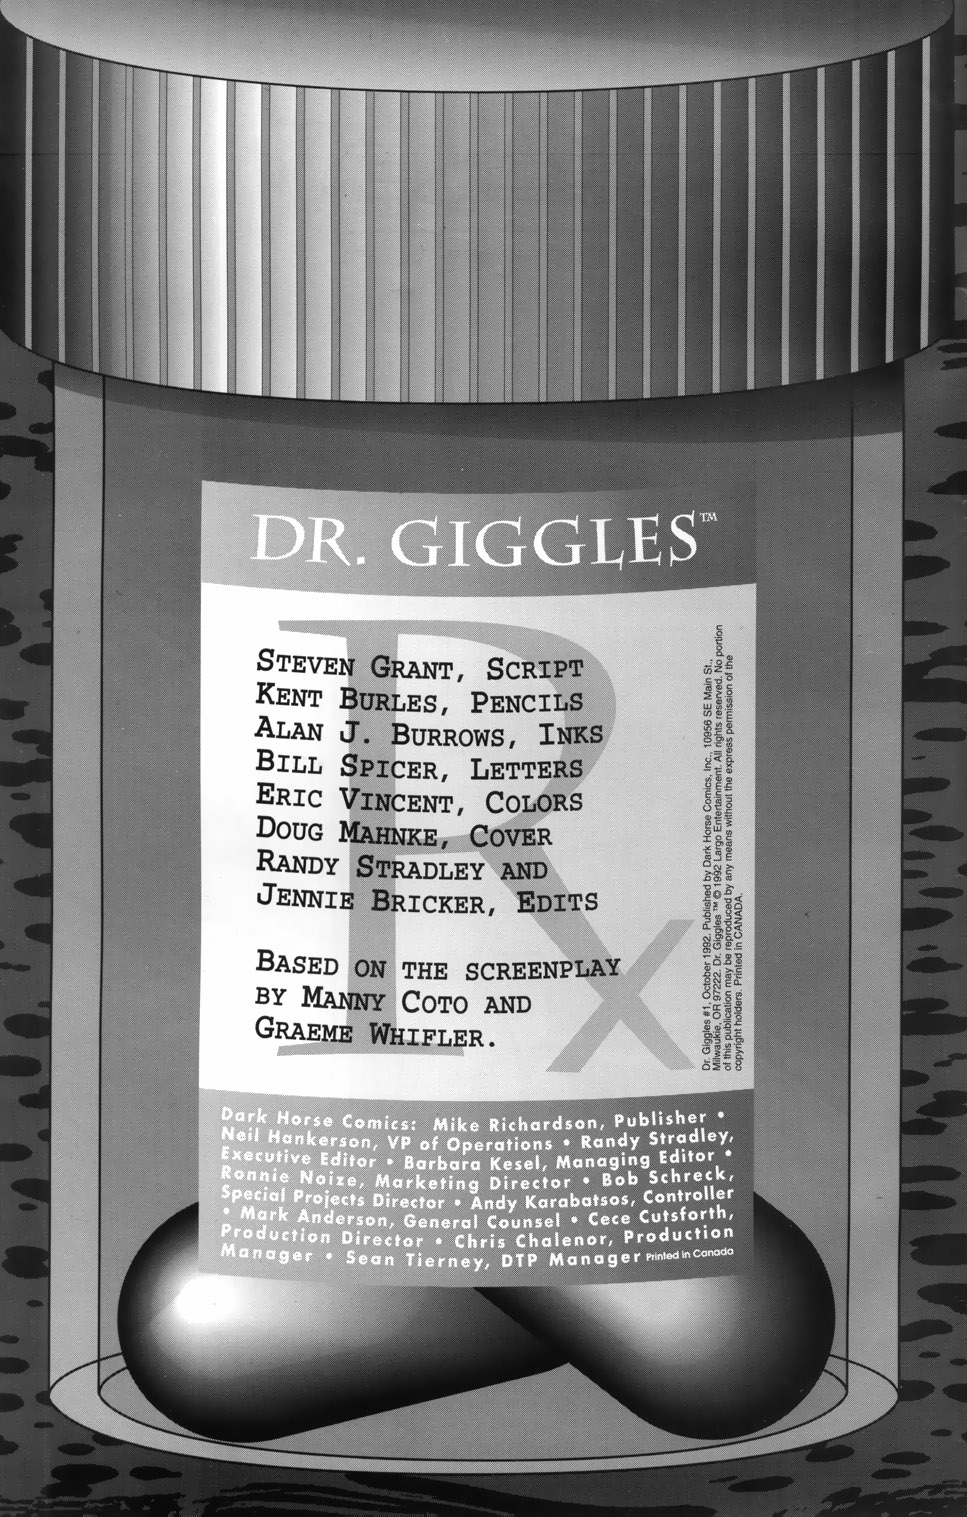 DR. GIGGLES™
Rx
STEVEN GRANT, SCRIPT
KENT BURLES, PENCILS
ALAN J. BURROWS, INKS
BILL SPICER, LETTERS
ERIC VINCENT, COLORS
DOUG MAHNKE, COVER
RANDY STRADLEY AND
JENNIE BRICKER, EDITS
BASED ON THE SCREENPLAY
BY MANNY COTO AND
GRAEME WHIFLER.
Dr. Giggles #1, October 1992. Published by Dark Horse Comics, Inc., 10956 SE Main St.,
Milwaukie, OR 97222. Dr. Giggles ™ © 1992 Largo Entertainment. All rights reserved. No portion
of this publication may be reproduced by any means without the express permission of the
copyright holders. Printed in CANADA.
Dark Horse Comics: Mike Richardson, Publisher •
Neil Hankerson, VP of Operations • Randy Stradley,
Executive Editor • Barbara Kesel, Managing Editor •
Ronnie Noize, Marketing Director • Bob Schreck,
Special Projects Director • Andy Karabatsos, Controller
• Mark Anderson, General Counsel • Cece Cutsforth,
Production Director • Chris Chalenor, Production
Manager • Sean Tierney, DTP Manager Printed in Canada